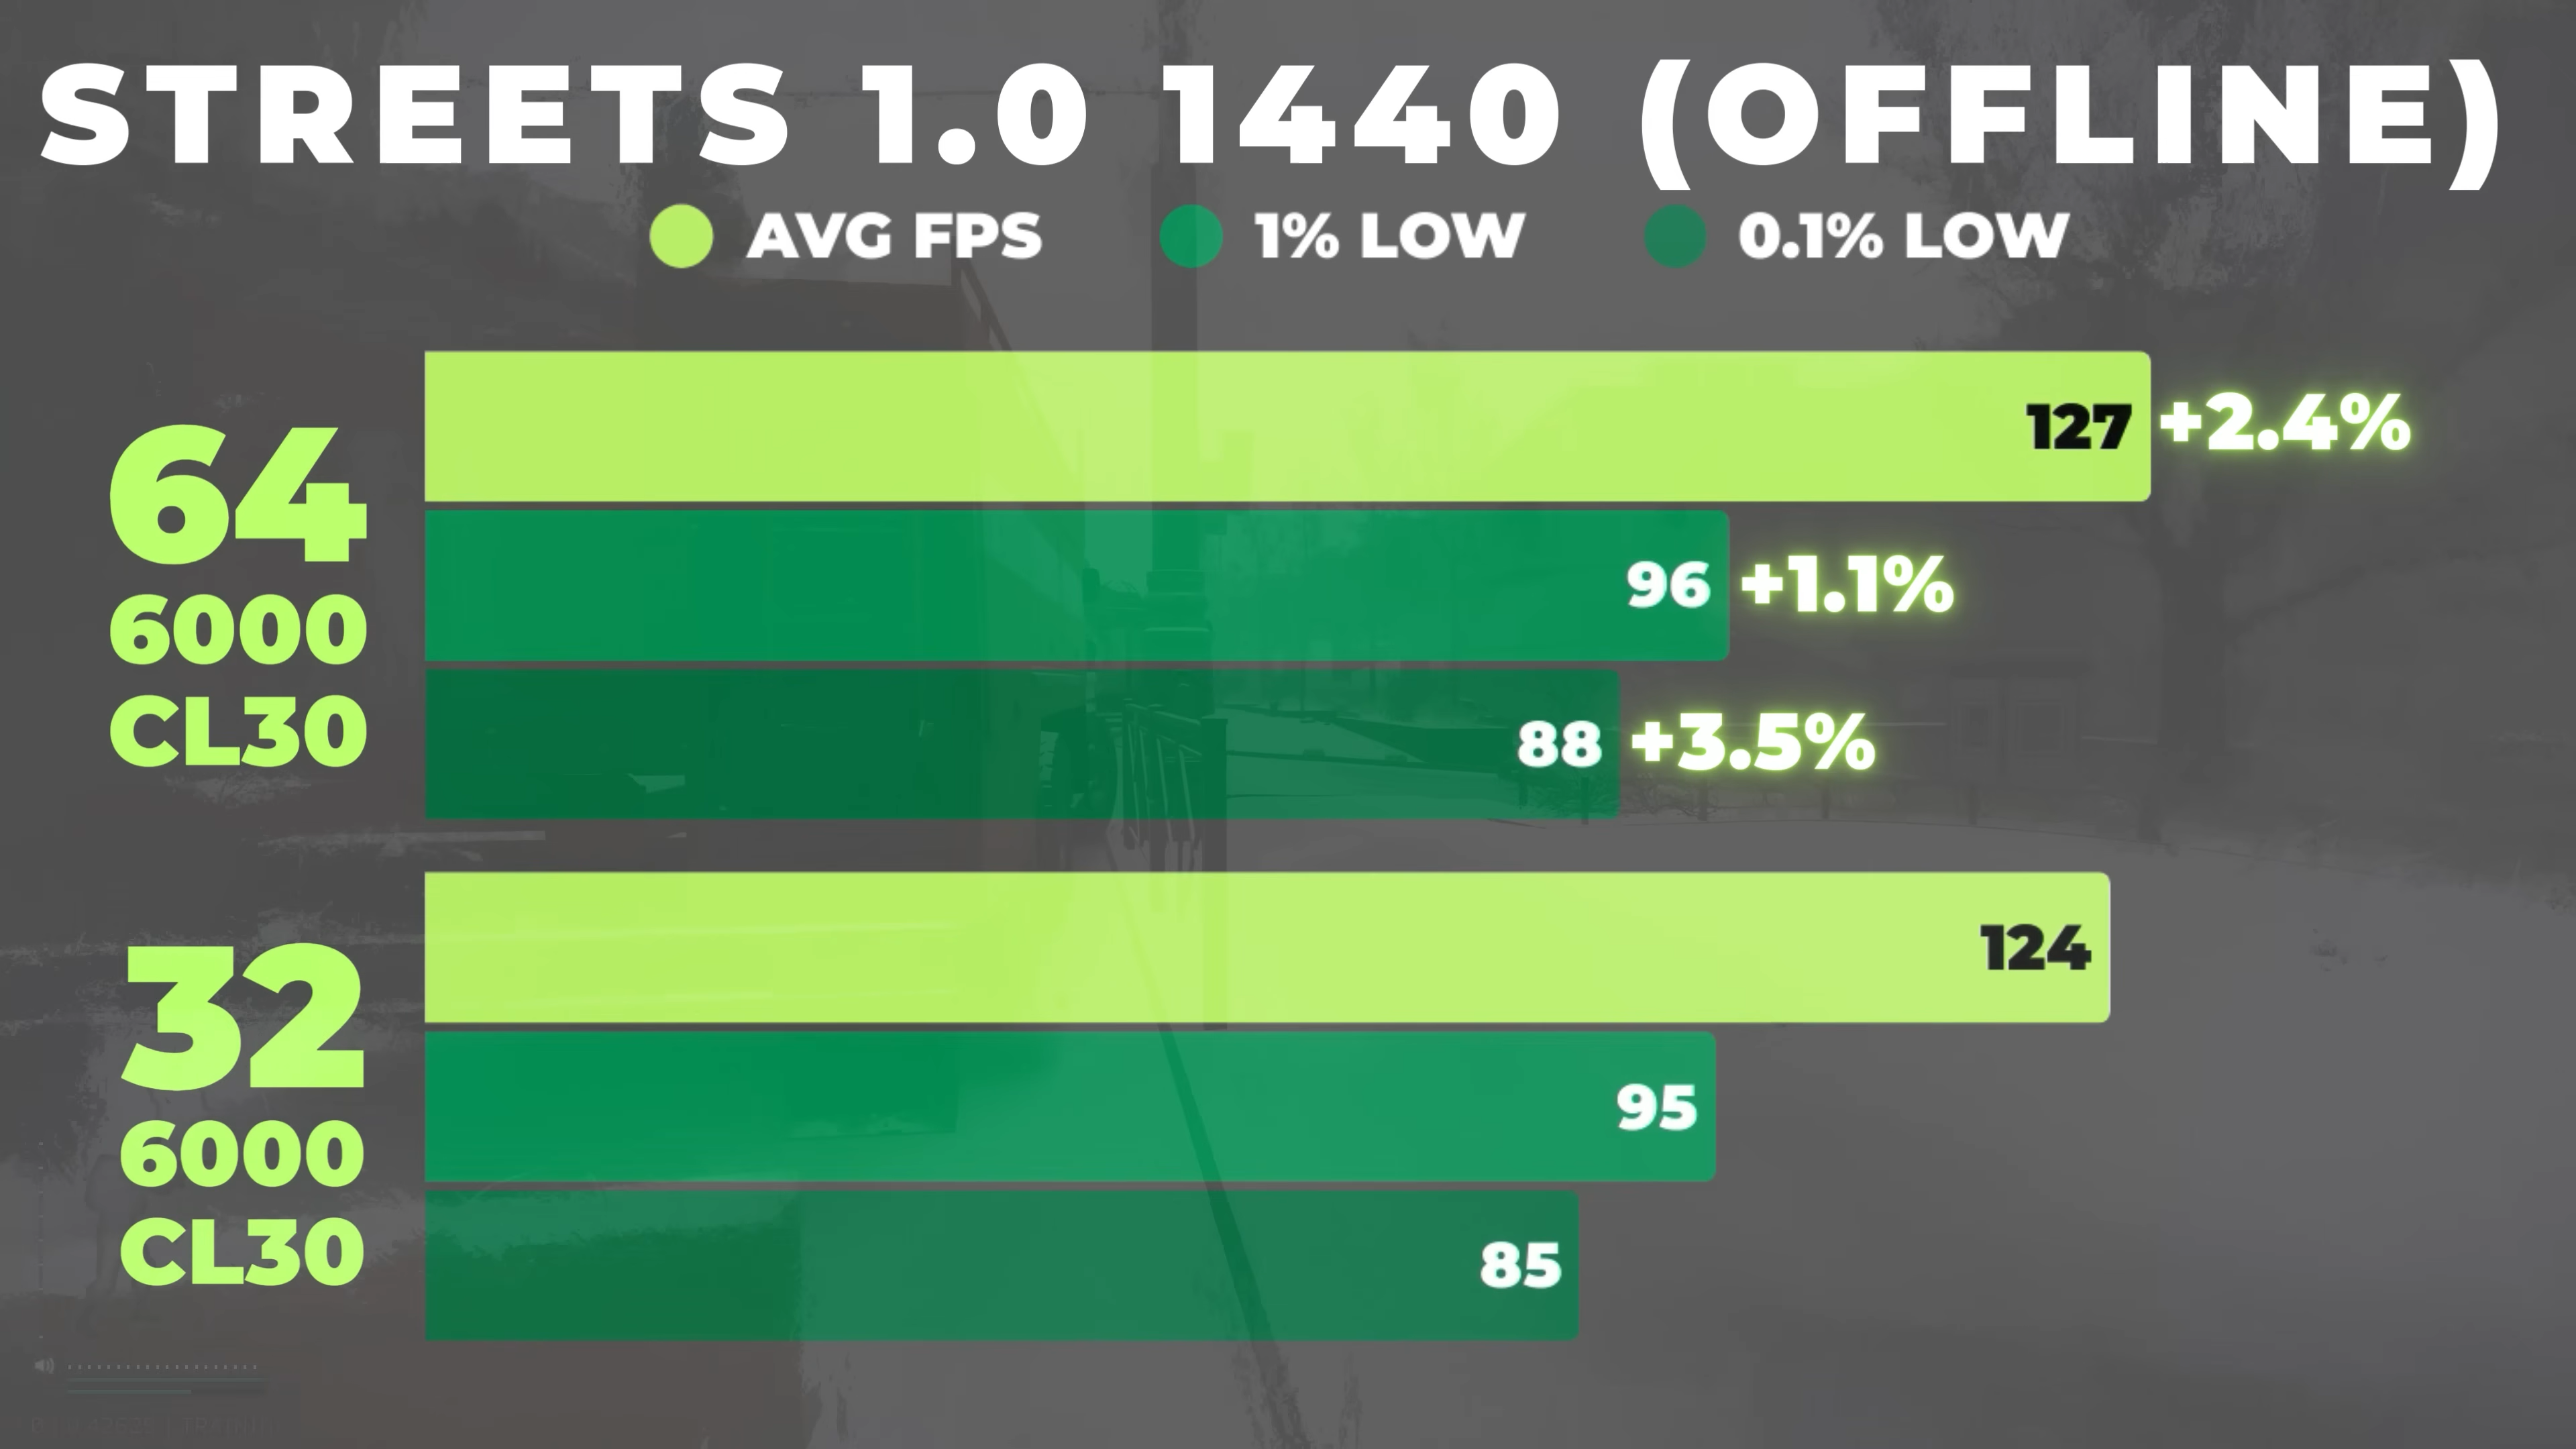 STREETS 1.0 1440 (OFFLINE)
AVG FPS 1% LOW 0.1% LOW
64
6000
CL30
127 +2.4%
96 +1.1%
88 +3.5%
32
6000
CL30
124
95
85